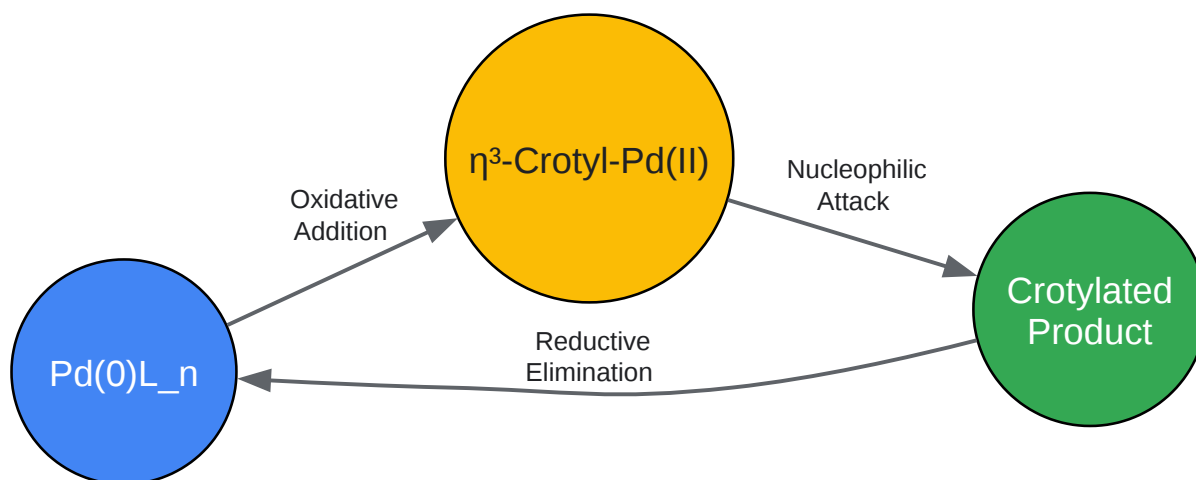 η³-Crotyl-Pd(II)
Nucleophilic
Attack
Oxidative
Addition
Crotylated
Product
Reductive
Elimination
Pd(0)L_n